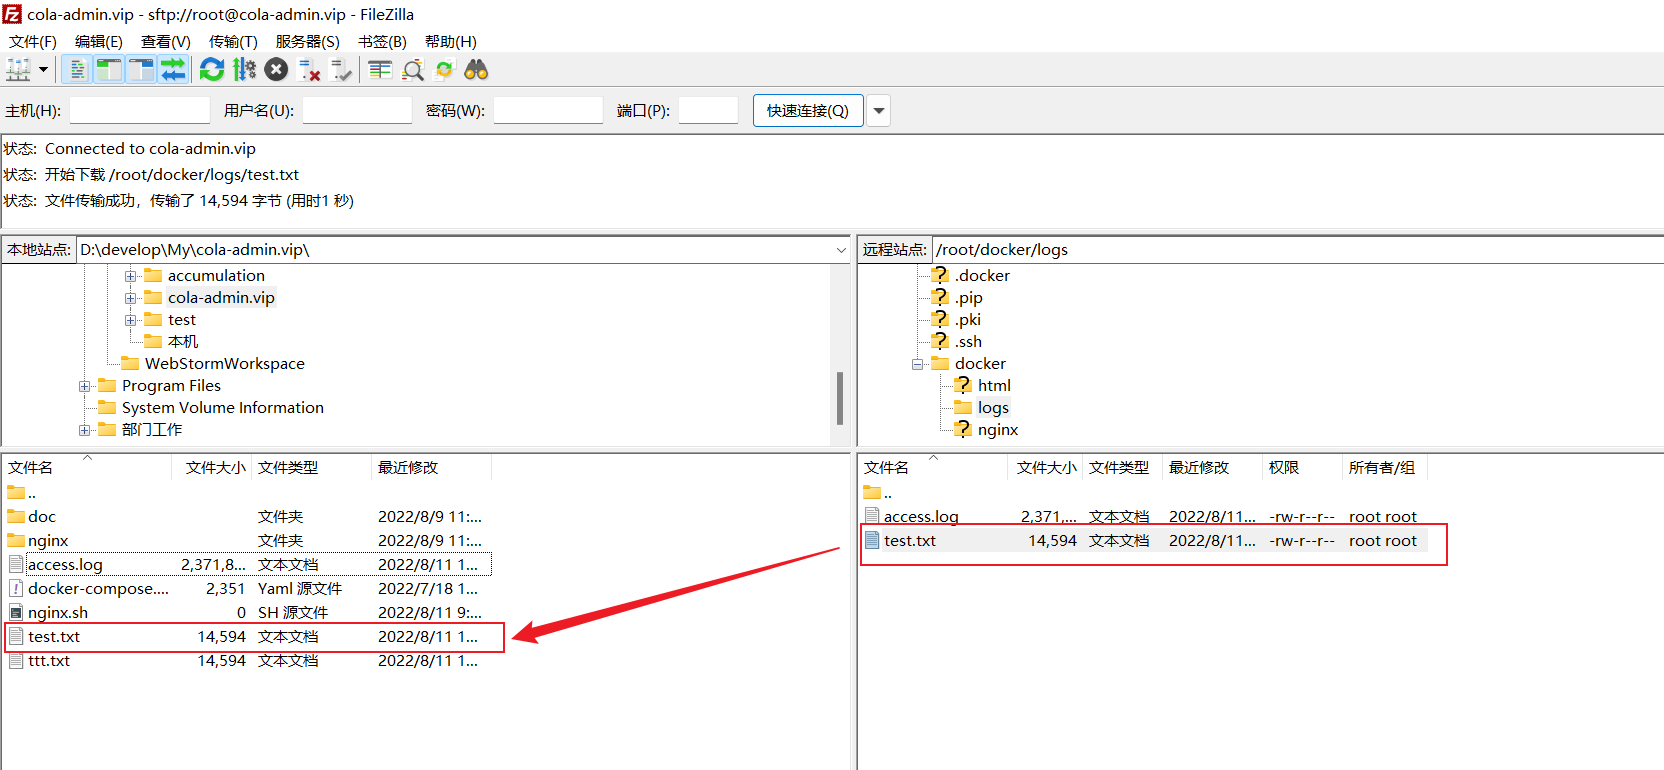 cola-admin.vip - sftp://root@cola-admin.vip - FileZilla
文件(F) 编辑(E) 查看(V) 传输(T) 服务器(S) 书签(B) 帮助(H)
主机(H): 用户名(U): 密码(W): 端口(P): 快速连接(Q)
状态: Connected to cola-admin.vip
状态: 开始下载 /root/docker/logs/test.txt
状态: 文件传输成功，传输了 14,594 字节 (用时1 秒)
本地站点: D:\develop\My\cola-admin.vip\
accumulation
cola-admin.vip
test
本机
WebStormWorkspace
Program Files
System Volume Information
部门工作
文件名 文件大小 文件类型 最近修改
..
doc 文件夹 2022/8/9 11:...
nginx 文件夹 2022/8/9 11:...
access.log 2,371,8... 文本文档 2022/8/11 1...
docker-compose.... 2,351 Yaml 源文件 2022/7/18 1...
nginx.sh 0 SH 源文件 2022/8/11 9:...
test.txt 14,594 文本文档 2022/8/11 1...
ttt.txt 14,594 文本文档 2022/8/11 1...
远程站点: /root/docker/logs
.docker
.pip
.pki
.ssh
docker
html
logs
nginx
文件名 文件大小 文件类型 最近修改 权限 所有者/组
..
access.log 2,371,... 文本文档 2022/8/11... -rw-r--r-- root root
test.txt 14,594 文本文档 2022/8/11... -rw-r--r-- root root